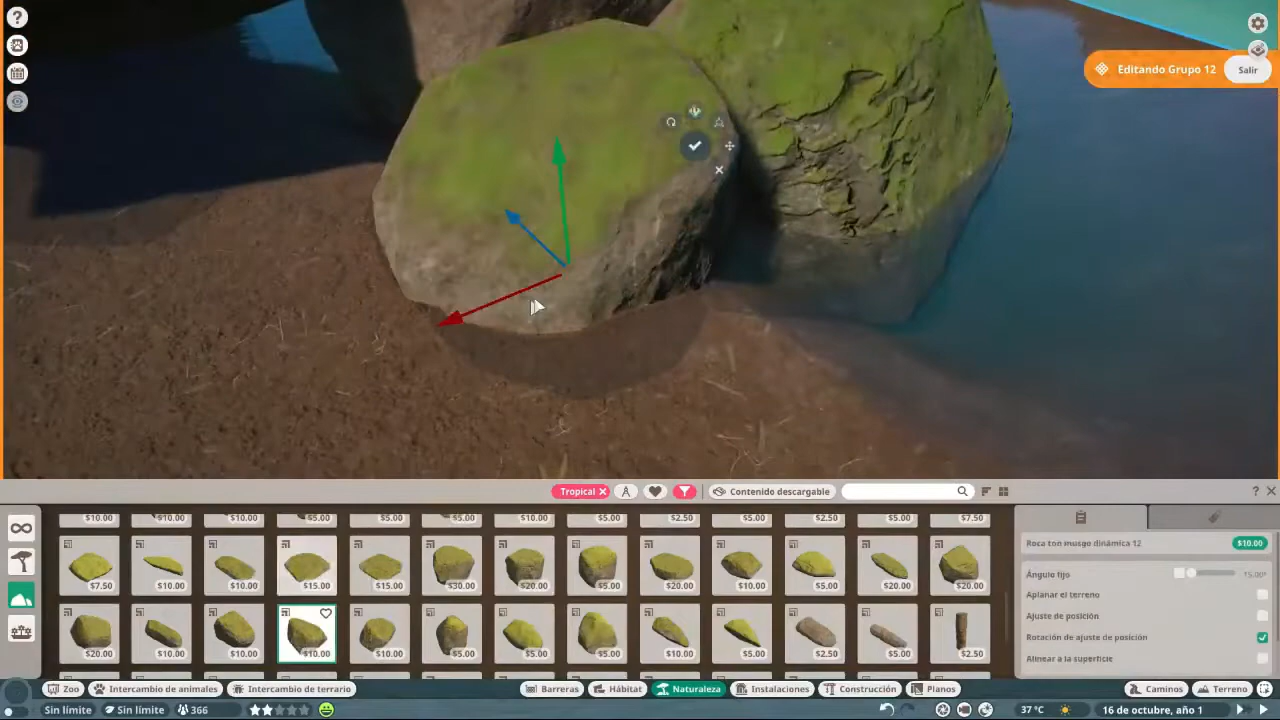 ?
Editando Grupo 12
Salir
Tropical ×
Contenido descargable
?
$10.00 $10.00 $10.00 $5.00 $5.00 $5.00 $10.00 $5.00 $2.50 $5.00 $2.50 $5.00 $7.50
$7.50 $10.00 $10.00 $15.00 $15.00 $30.00 $20.00 $5.00 $20.00 $10.00 $5.00 $20.00 $20.00
$20.00 $10.00 $10.00 $10.00 $10.00 $5.00 $5.00 $5.00 $10.00 $5.00 $2.50 $5.00 $2.50
Roca con musgo dinámica 12 $10.00
Ángulo fijo 15.00°
Aplanar el terreno
Ajuste de posición
Rotación de ajuste de posición
Alinear a la superficie
Zoo Intercambio de animales Intercambio de terrario Barreras Hábitat Naturaleza Instalaciones Construcción Planos Caminos Terreno
Sin límite Sin límite 366 37 °C 16 de octubre, año 1